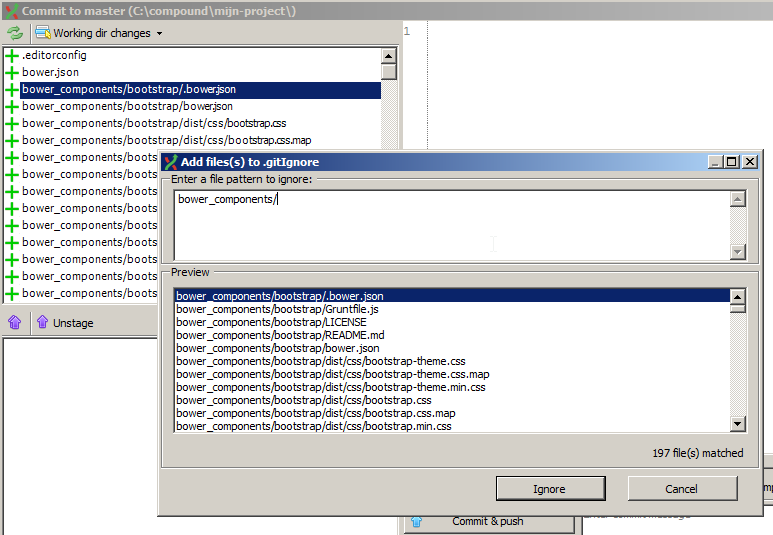 Commit to master (C:\compound\mijn-project\)
Working dir changes
.editorconfig
bower.json
bower_components/bootstrap/.bower.json
bower_components/bootstrap/bower.json
bower_components/bootstrap/dist/css/bootstrap.css
bower_components/bootstrap/dist/css/bootstrap.css.map
bower_components/boots
bower_components/boots
bower_components/boots
bower_components/boots
bower_components/boots
bower_components/boots
bower_components/boots
bower_components/boots
bower_components/boots
Unstage
1
Add files(s) to .gitIgnore
Enter a file pattern to ignore:
bower_components/
Preview
bower_components/bootstrap/.bower.json
bower_components/bootstrap/Gruntfile.js
bower_components/bootstrap/LICENSE
bower_components/bootstrap/README.md
bower_components/bootstrap/bower.json
bower_components/bootstrap/dist/css/bootstrap-theme.css
bower_components/bootstrap/dist/css/bootstrap-theme.css.map
bower_components/bootstrap/dist/css/bootstrap-theme.min.css
bower_components/bootstrap/dist/css/bootstrap.css
bower_components/bootstrap/dist/css/bootstrap.css.map
bower_components/bootstrap/dist/css/bootstrap.min.css
197 file(s) matched
Ignore
Cancel
Commit & push